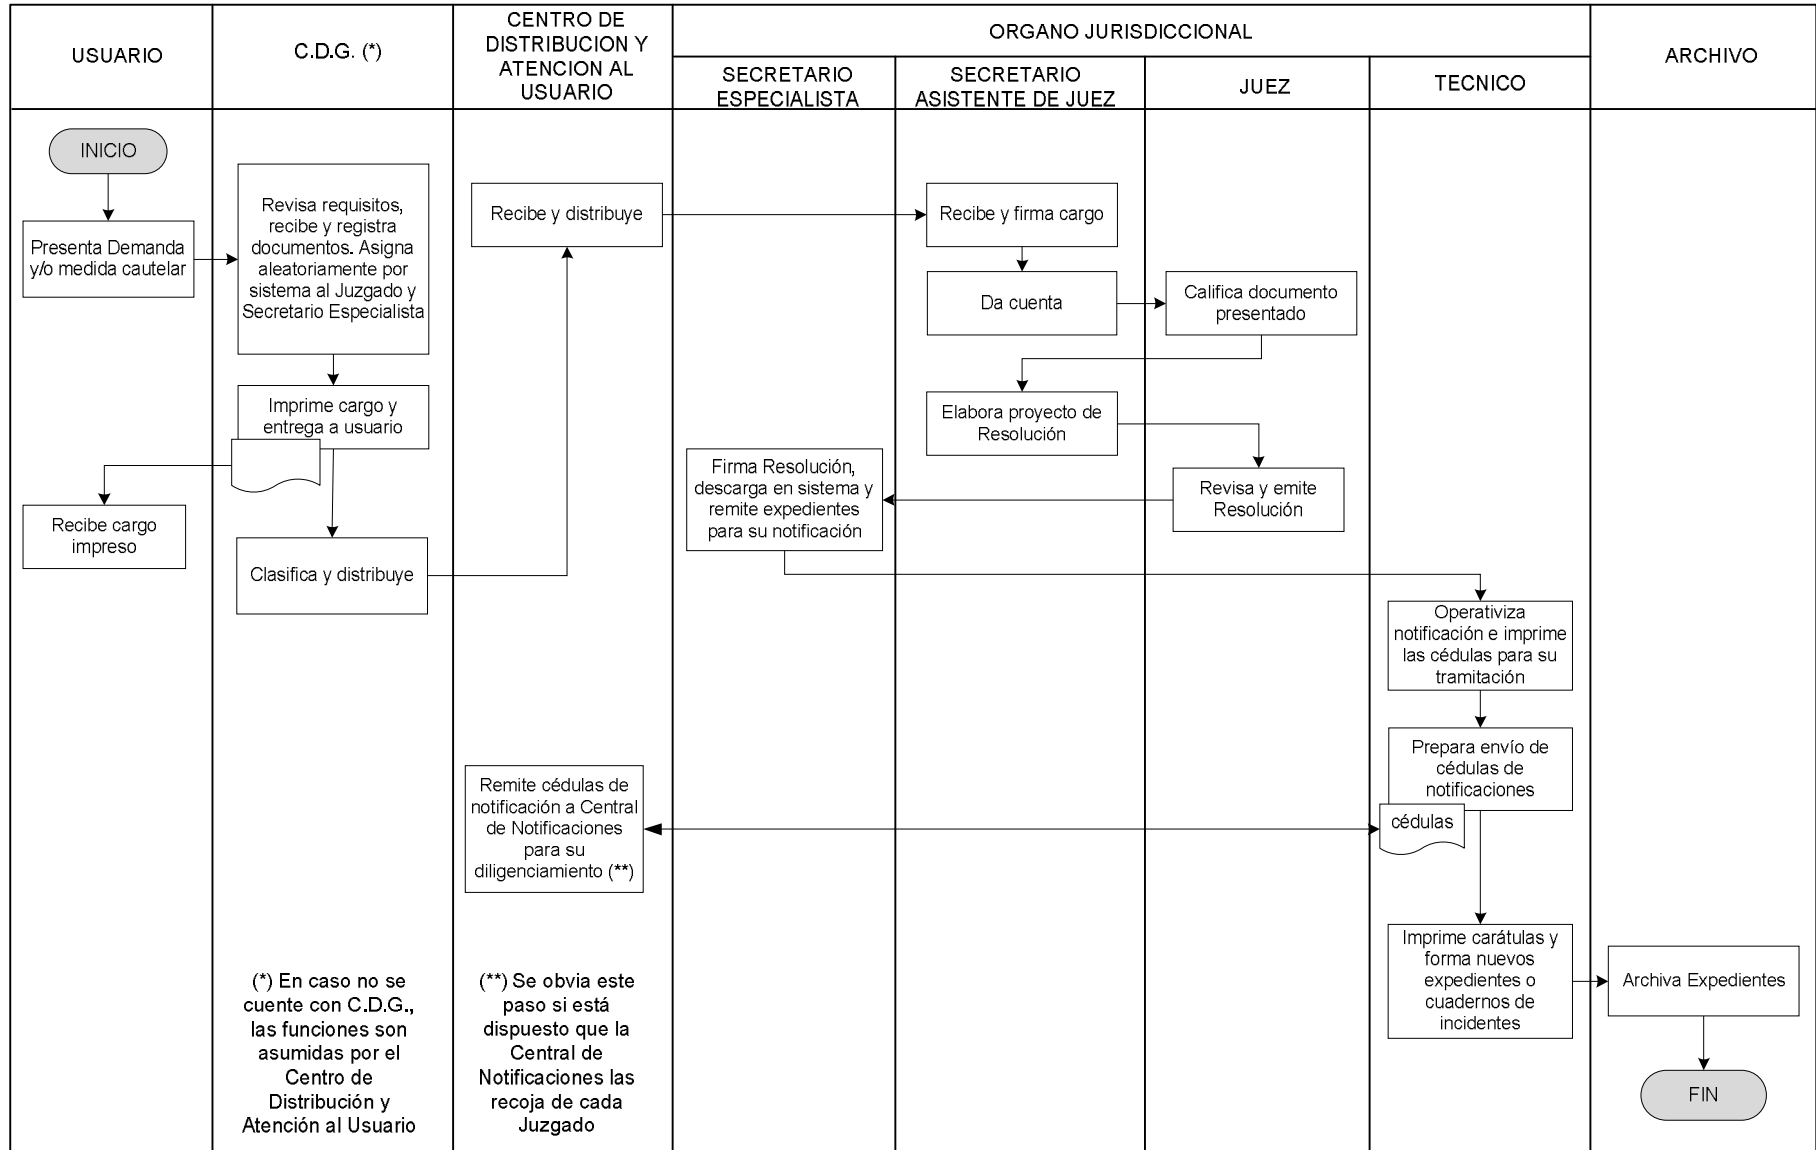 USUARIO
C.D.G. (*)
CENTRO DE
DISTRIBUCION Y
ATENCION AL
USUARIO
ORGANO JURISDICCIONAL
SECRETARIO
ESPECIALISTA
SECRETARIO
ASISTENTE DE JUEZ
JUEZ
TECNICO
ARCHIVO
INICIO
Presenta Demanda
y/o medida cautelar
Revisa requisitos,
recibe y registra
documentos. Asigna
aleatoriamente por
sistema al Juzgado y
Secretario Especialista
Imprime cargo y
entrega a usuario
Recibe cargo
impreso
Clasifica y distribuye
Recibe y distribuye
Recibe y firma cargo
Da cuenta
Califica documento
presentado
Elabora proyecto de
Resolución
Revisa y emite
Resolución
Firma Resolución,
descarga en sistema y
remite expedientes
para su notificación
Operativiza
notificación e imprime
las cédulas para su
tramitación
Prepara envío de
cédulas de
notificaciones
cédulas
Remite cédulas de
notificación a Central
de Notificaciones
para su
diligenciamiento (**)
Imprime carátulas y
forma nuevos
expedientes o
cuadernos de
incidentes
Archiva Expedientes
FIN
(*) En caso no se
cuente con C.D.G.,
las funciones son
asumidas por el
Centro de
Distribución y
Atención al Usuario
(**) Se obvia este
paso si está
dispuesto que la
Central de
Notificaciones las
recoja de cada
Juzgado